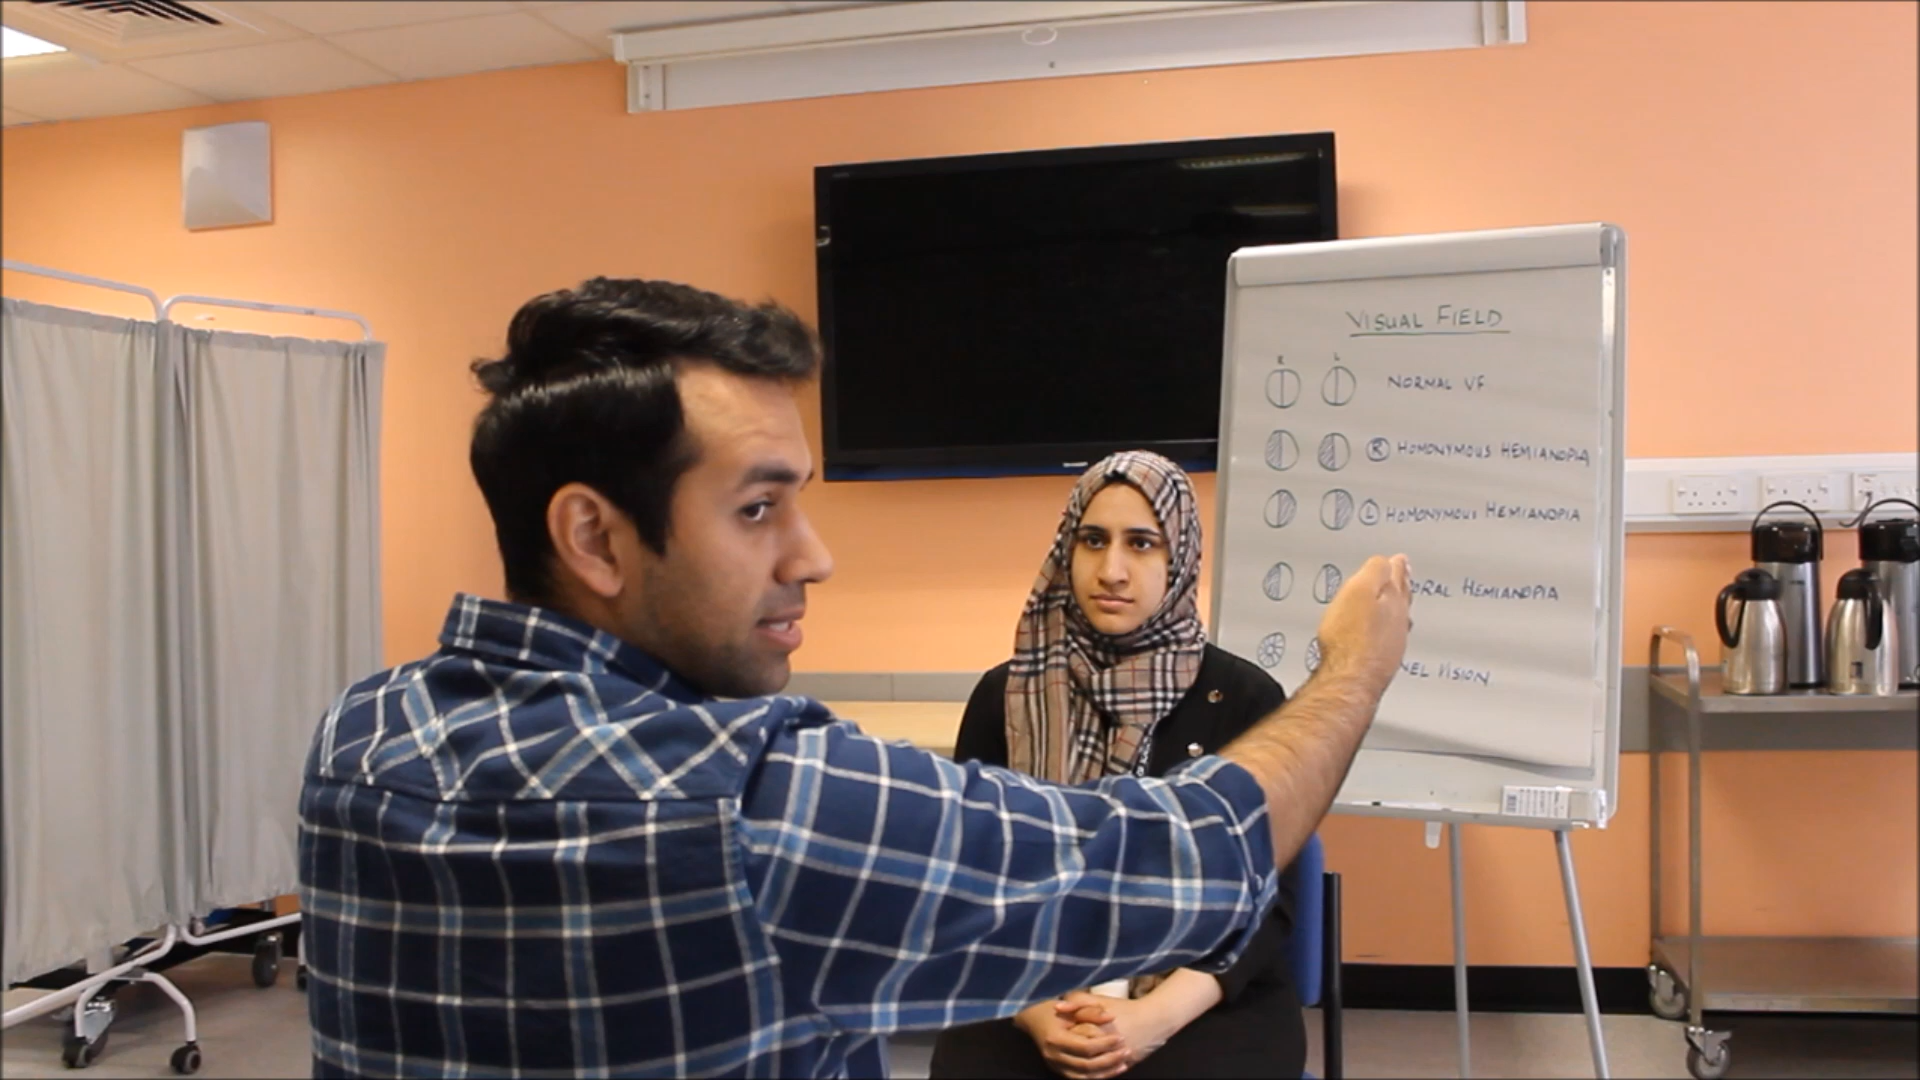 VISUAL FIELD
R L
NORMAL VF
R HOMONYMOUS HEMIANOPIA
L HOMONYMOUS HEMIANOPIA
ORAL HEMIANOPIA
NEL VISION